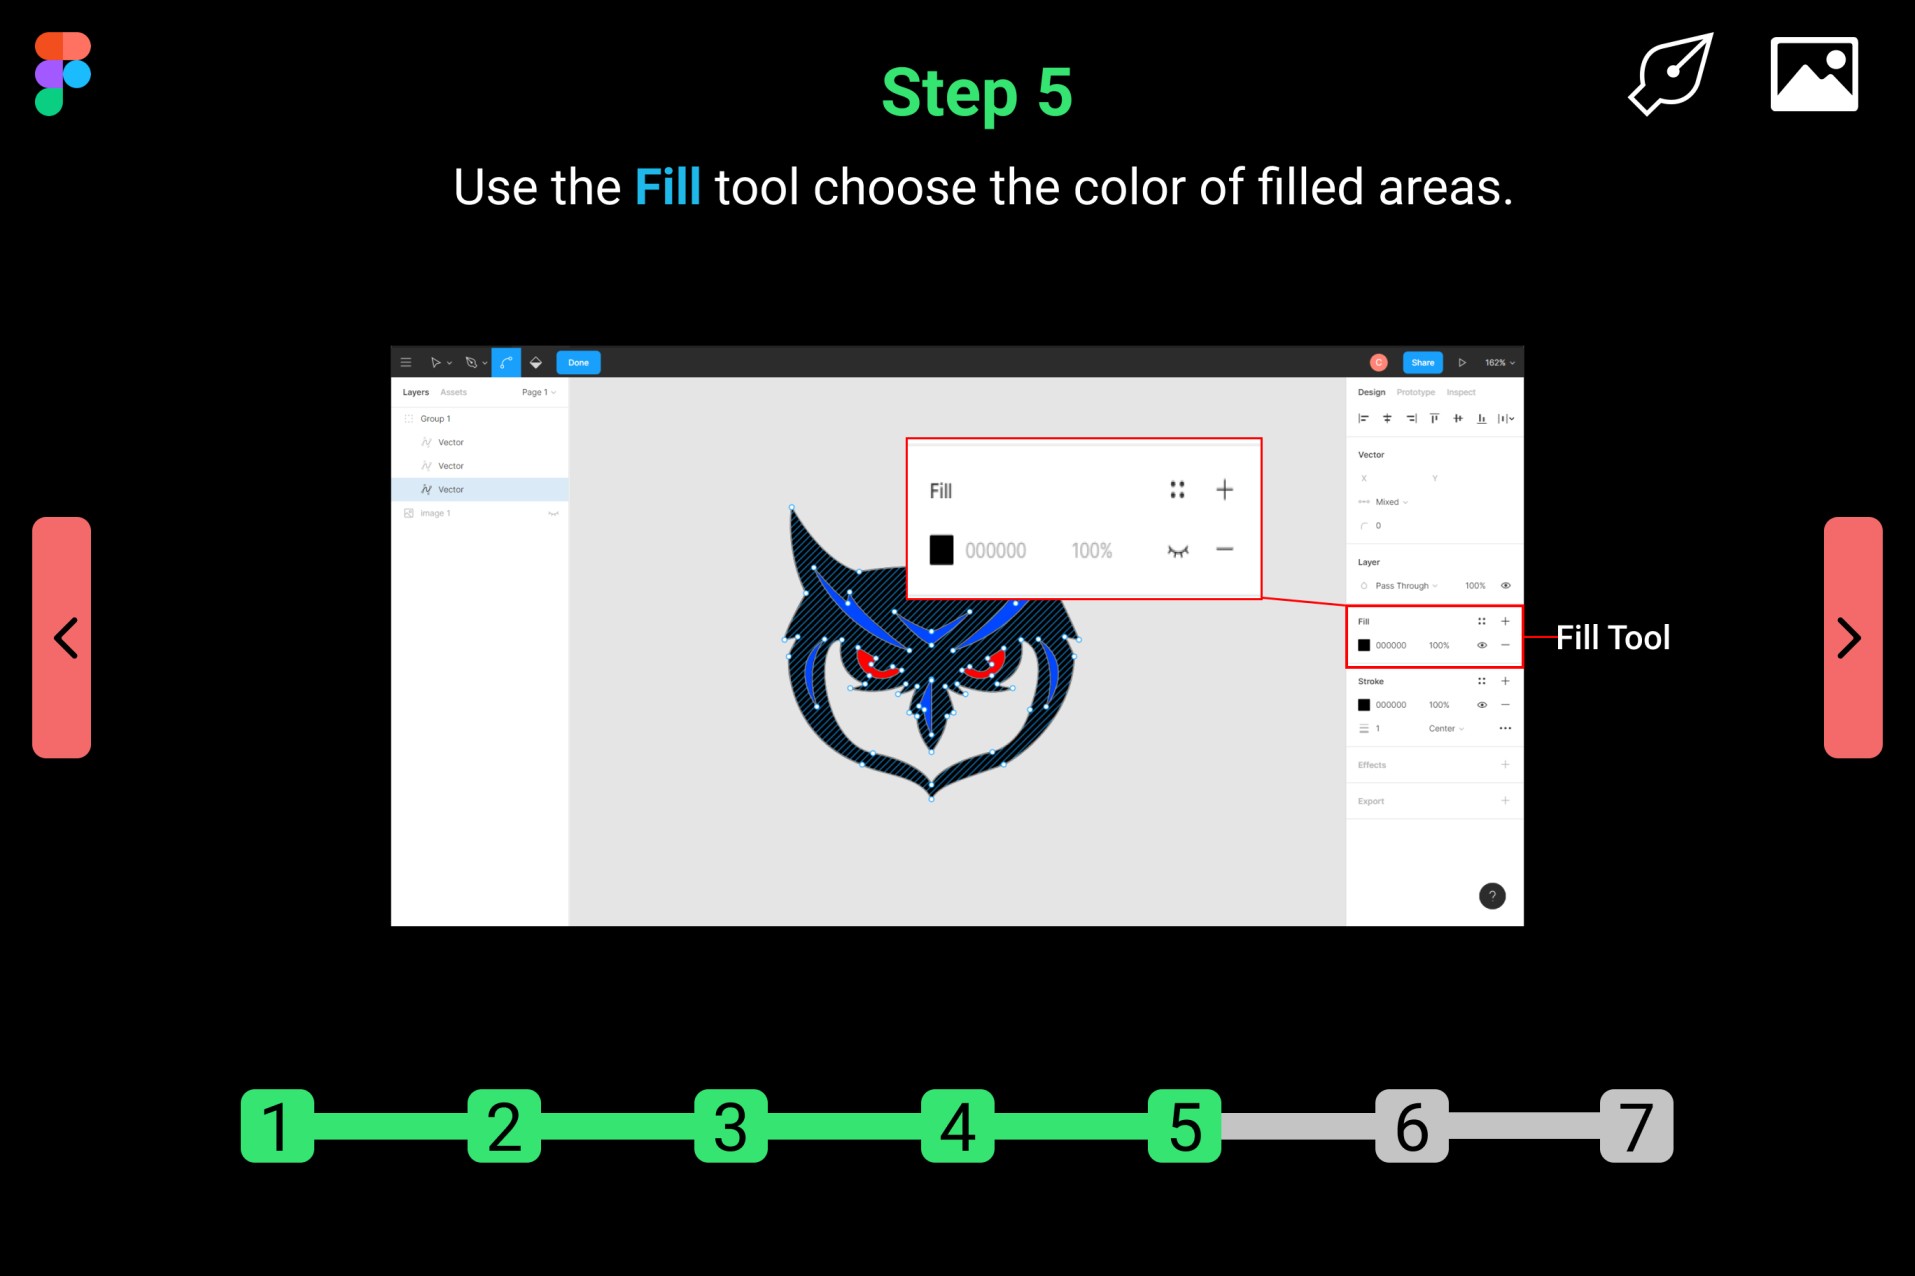 Step 5
Use the Fill tool choose the color of filled areas.
Done
C
Share
162%
Layers
Assets
Page 1
Design
Prototype
Inspect
Group 1
Vector
Vector
Vector
Image 1
Fill
000000
100%
Vector
X
Y
Mixed
0
Layer
Pass Through
100%
Fill
000000
100%
Fill Tool
Stroke
000000
100%
1
Center
Effects
Export
?
1
2
3
4
5
6
7